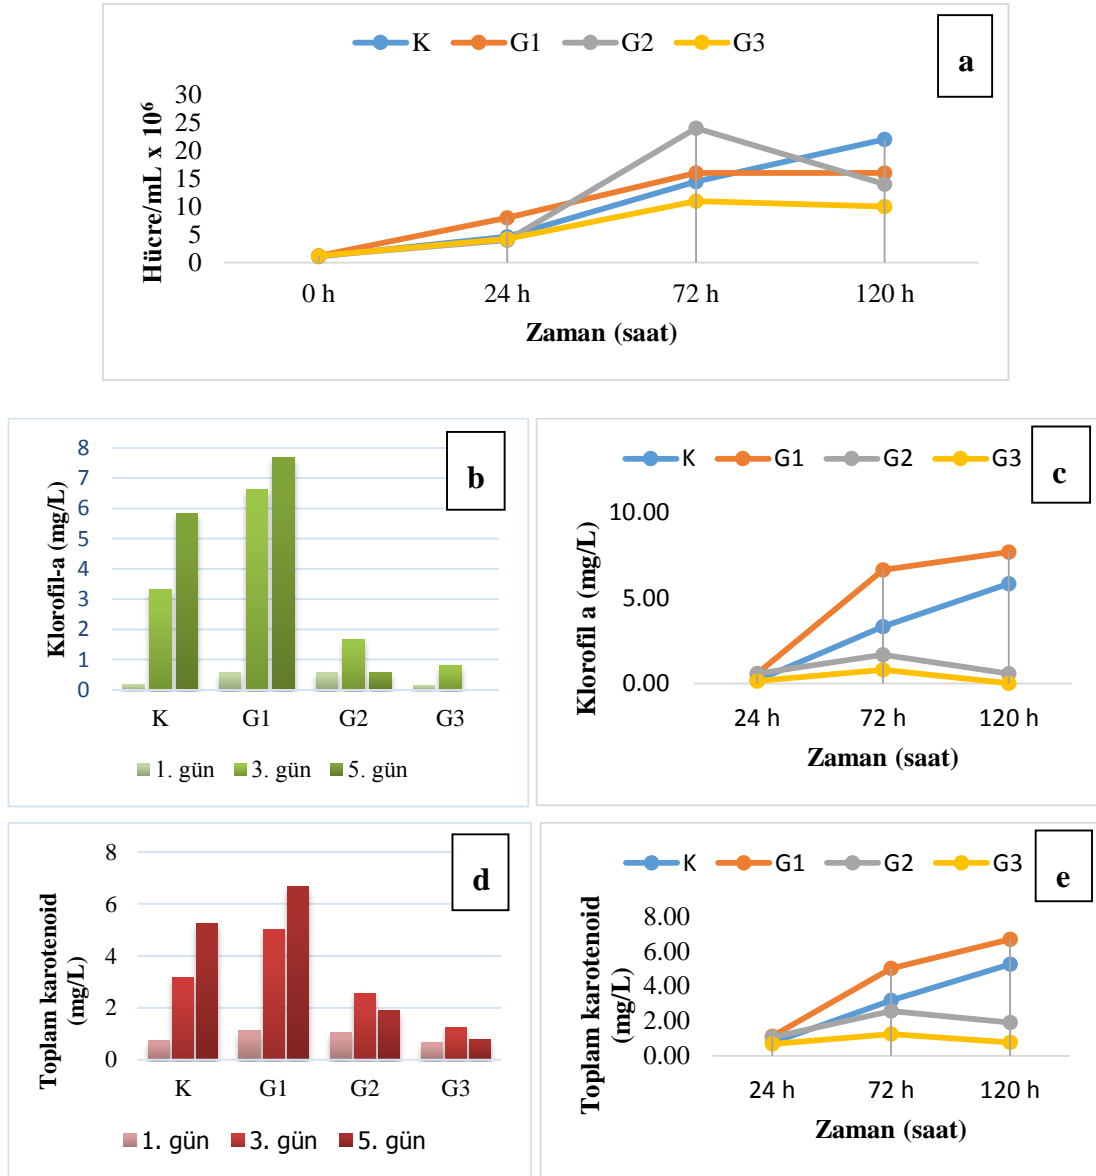 K G1 G2 G3
a
Hücre/mL x 10⁶
30
25
20
15
10
5
0
0 h 24 h 72 h 120 h
Zaman (saat)
b
Klorofil-a (mg/L)
8
7
6
5
4
3
2
1
0
K G1 G2 G3
1. gün 3. gün 5. gün
c
K G1 G2 G3
Klorofil a (mg/L)
10.00
5.00
0.00
24 h 72 h 120 h
Zaman (saat)
d
Toplam karotenoid
(mg/L)
8
6
4
2
0
K G1 G2 G3
1. gün 3. gün 5. gün
e
K G1 G2 G3
Toplam karotenoid
(mg/L)
8.00
6.00
4.00
2.00
0.00
24 h 72 h 120 h
Zaman (saat)